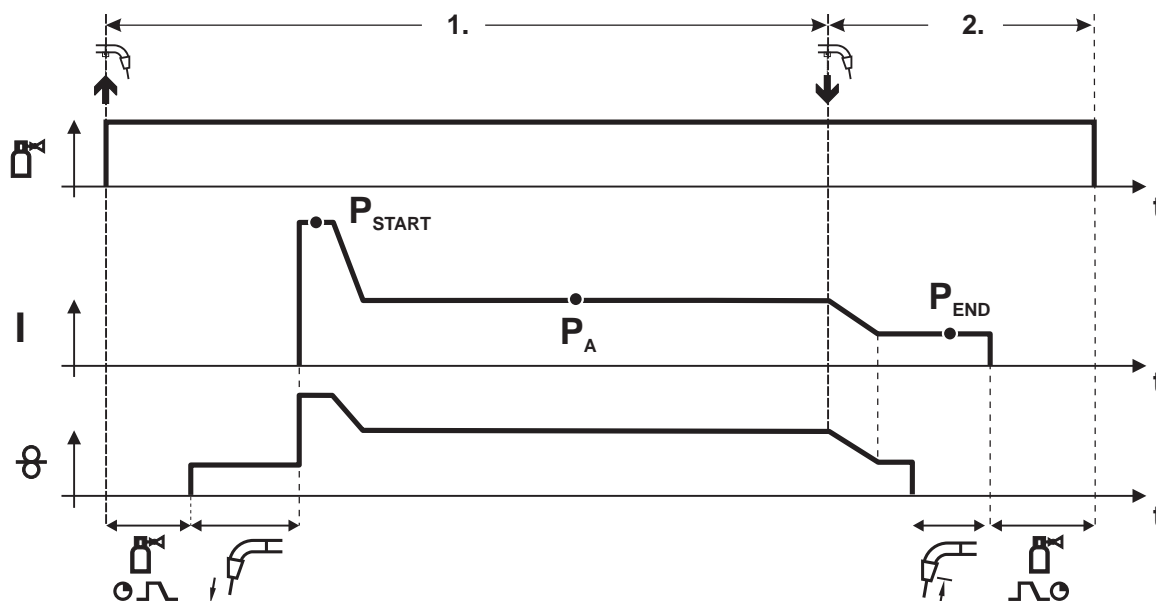 1. 2.
t
P_START
P_A
P_END
I
t
t